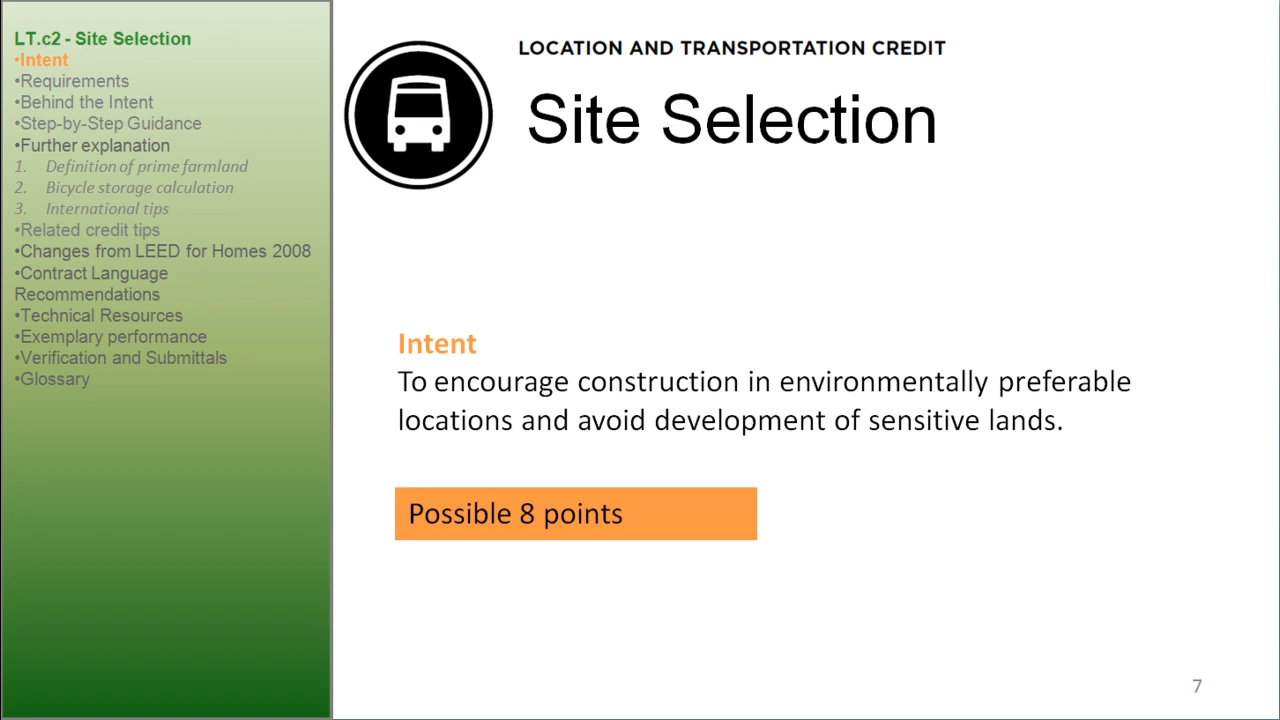 LT.c2 - Site Selection
•Intent
•Requirements
•Behind the Intent
•Step-by-Step Guidance
•Further explanation
1. Definition of prime farmland
2. Bicycle storage calculation
3. International tips
•Related credit tips
•Changes from LEED for Homes 2008
•Contract Language
Recommendations
•Technical Resources
•Exemplary performance
•Verification and Submittals
•Glossary
LOCATION AND TRANSPORTATION CREDIT
Site Selection
Intent
To encourage construction in environmentally preferable
locations and avoid development of sensitive lands.
Possible 8 points
7